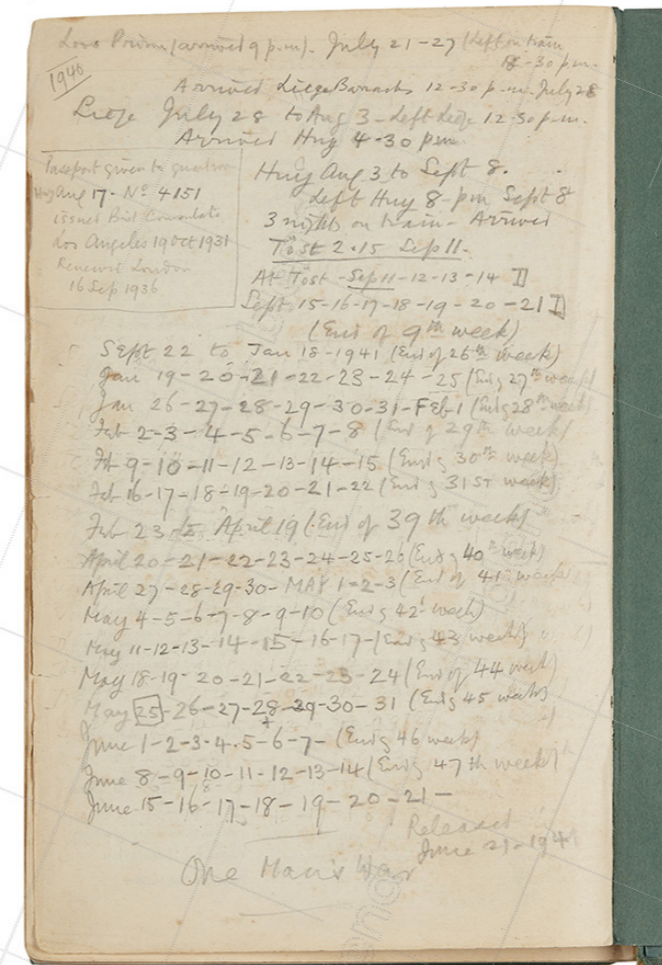 Loos Prison (arrived 9 p.m). July 21-27 (Left on train
-30 pm-
1940
Arrived Liege Barracks 12-30 p.m. July 28
Liege July 28 to Aug 3 - Left Liege 12-30 p.m.
Arrived Huy 4-30 pm
Passport given to
Huy Aug 17 - No 4151
issued Brit Consulate
Los Angeles 19 Oct 1931
Renewed London
16 Sep 1936
Huy Aug 3 to Sept 8.
Left Huy 8-pm Sept 8
3 nights on train - Arrived
Tost 2.15 Sep 11-
At Tost - Sep 11-12-13-14
Sept 15-16-17-18-19-20-21
(End of 9th week)
Sept 22 to Jan 18-1941 (End of 26th week)
Jan 19-20-21-22-23-24-25 (End of 27th week)
Jan 26-27-28-29-30-31-Feb-1 (End of 28th week)
Feb 2-3-4-5-6-7-8 (End of 29th week)
Feb 9-10-11-12-13-14-15 (End of 30th week)
Feb 16-17-18-19-20-21-22 (End of 31st week)
Feb 23 to April 19 (End of 39th week)
April 20-21-22-23-24-25-26 (End of 40th week)
April 27-28-29-30-MAY 1-2-3 (End of 41st week)
May 4-5-6-7-8-9-10 (End of 42 week)
May 11-12-13-14-15-16-17-(End of 43 week)
May 18-19-20-21-22-23-24 (End of 44 week)
May 25-26-27-28-29-30-31 (End of 45 week)
June 1-2-3-4-5-6-7- (End of 46 week)
June 8-9-10-11-12-13-14 (End of 47th week)
June 15-16-17-18-19-20-21-
Released
June 21-1941
One Man's War